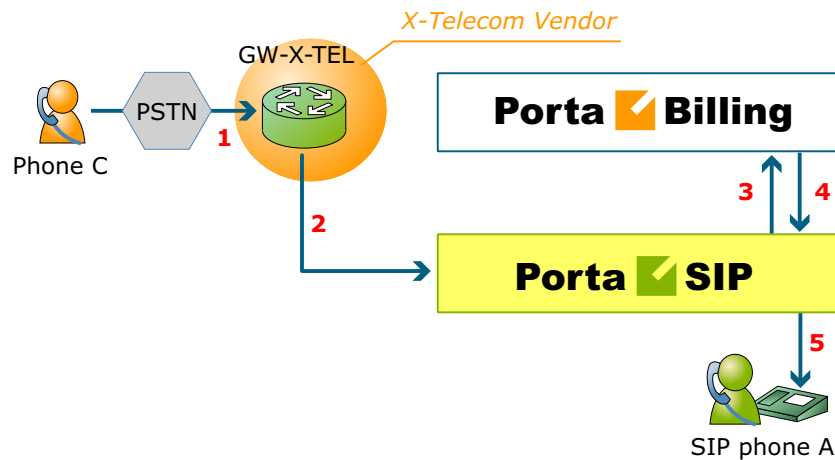 X-Telecom Vendor
GW-X-TEL
PSTN
1
Phone C
2
Porta Billing
3
4
Porta SIP
5
SIP phone A